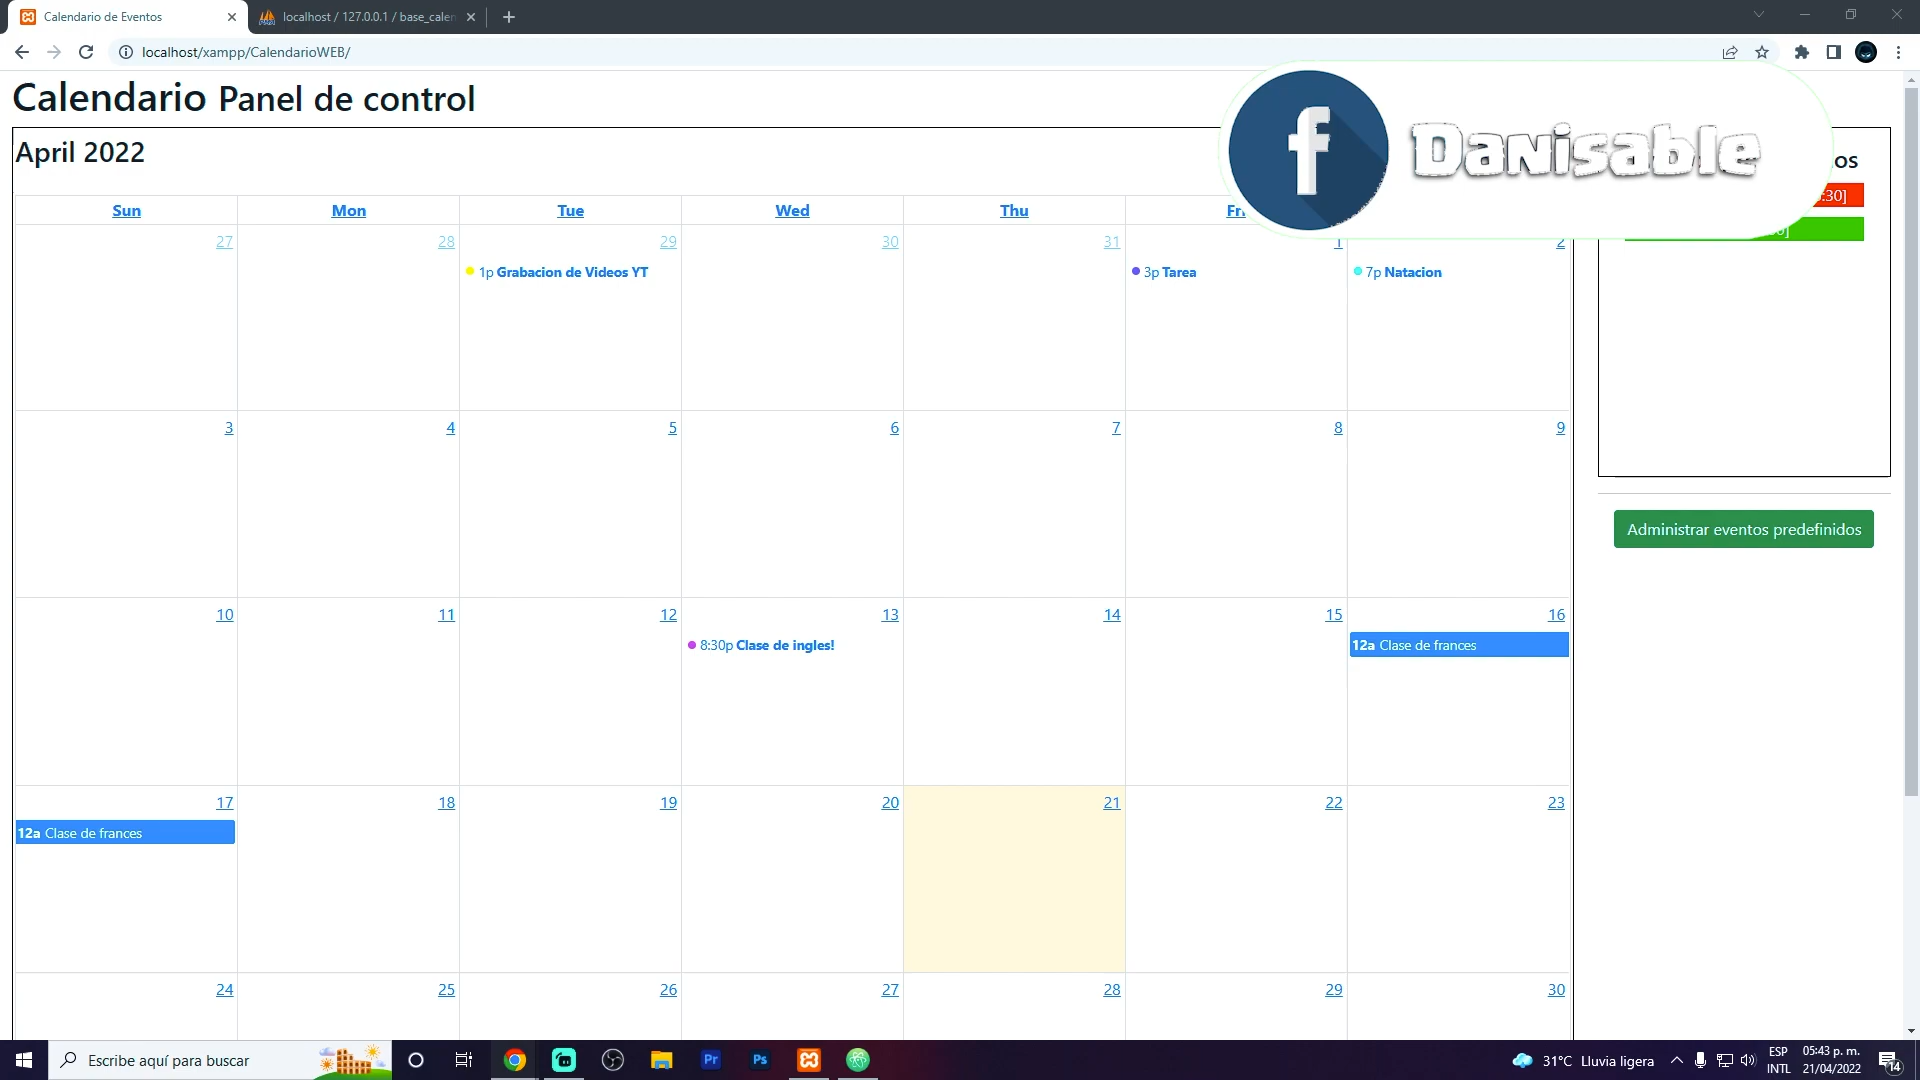 Calendario de Eventos
localhost / 127.0.0.1 / base_calen
localhost/xampp/CalendarioWEB/
Calendario Panel de control
f Danisable
April 2022
os
:30]
Sun Mon Tue Wed Thu Fri
27 28 29 30 31 1 2
1p Grabacion de Videos YT
3p Tarea
7p Natacion
3 4 5 6 7 8 9
Administrar eventos predefinidos
10 11 12 13 14 15 16
8:30p Clase de ingles!
12a Clase de frances
17 18 19 20 21 22 23
12a Clase de frances
24 25 26 27 28 29 30
Escribe aquí para buscar
Pr
Ps
31°C Lluvia ligera
ESP
INTL
05:43 p. m.
21/04/2022
14